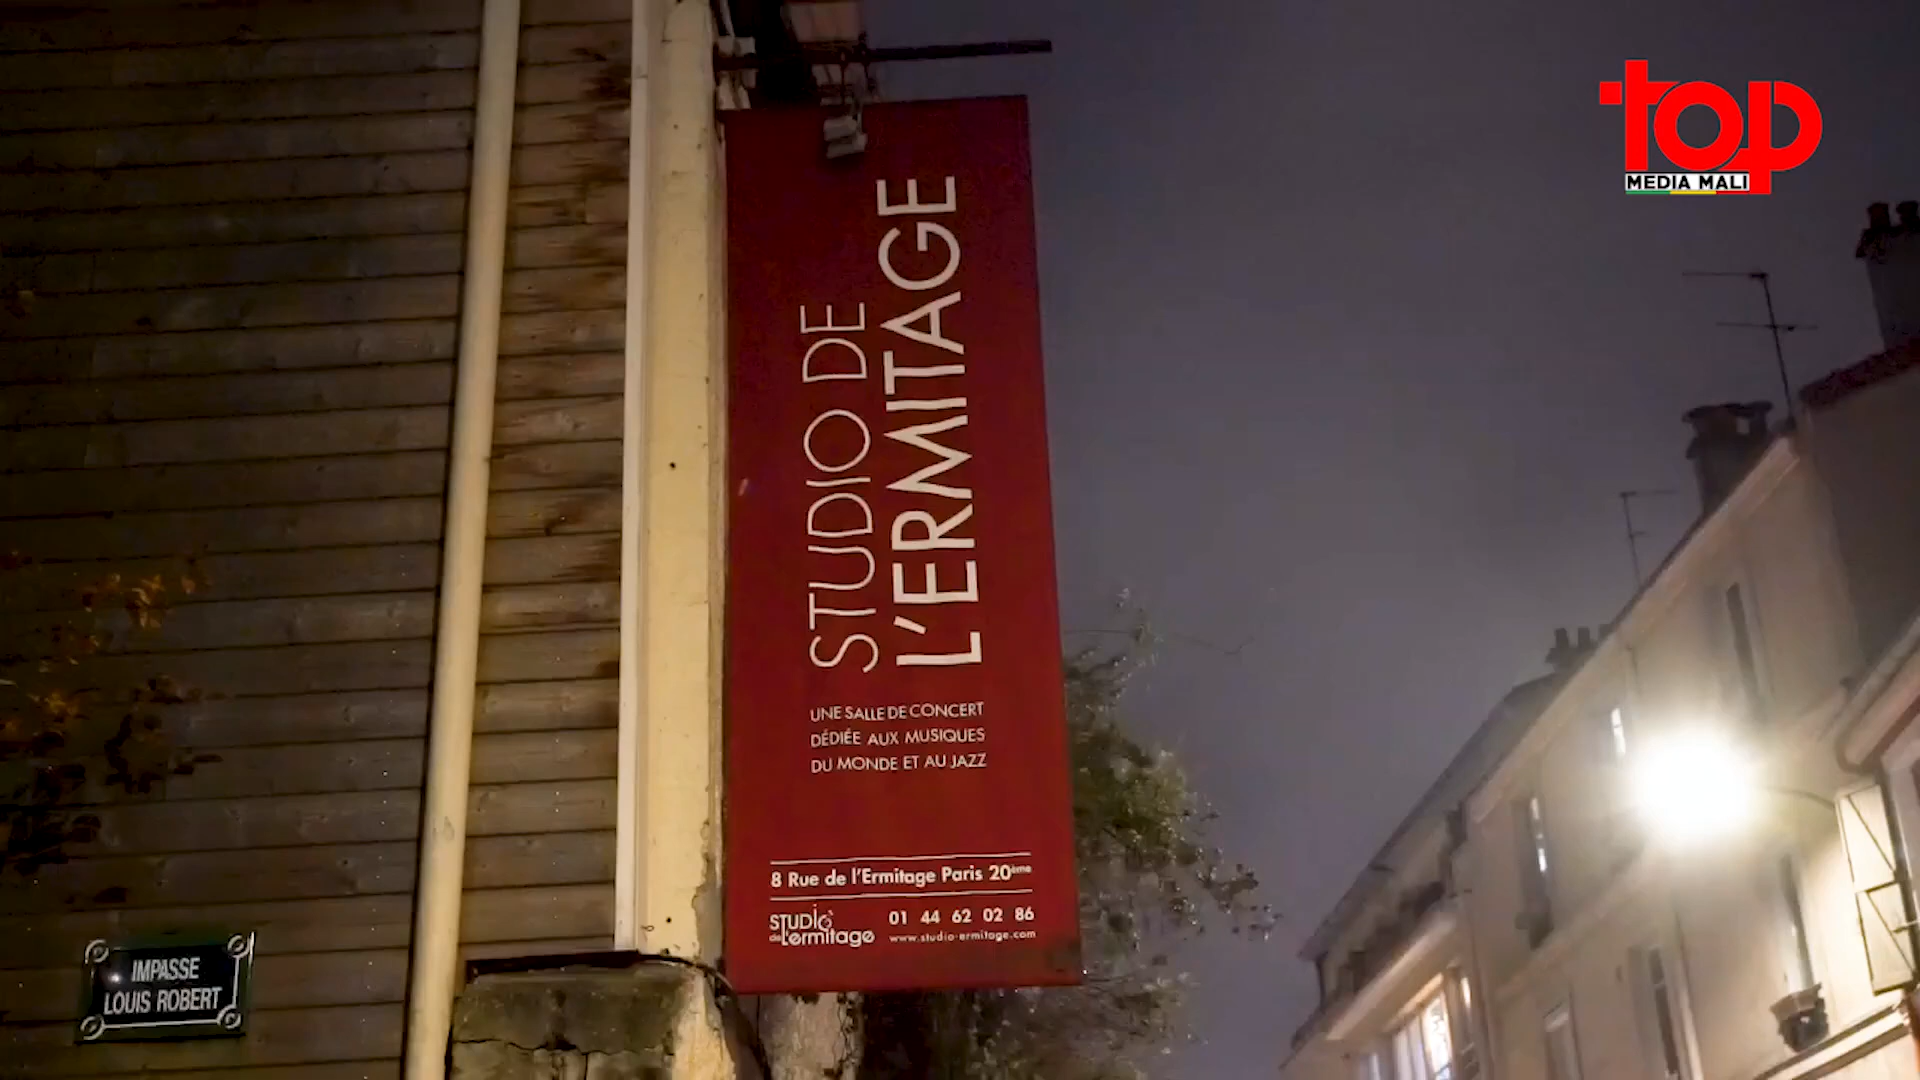 top
MEDIA MALI
STUDIO DE
L'ERMITAGE
UNE SALLE DE CONCERT
DÉDIÉE AUX MUSIQUES
DU MONDE ET AU JAZZ
8 Rue de l'Ermitage Paris 20ème
STUDIO
de l'ermitage
01 44 62 02 86
www.studio-ermitage.com
IMPASSE
LOUIS ROBERT